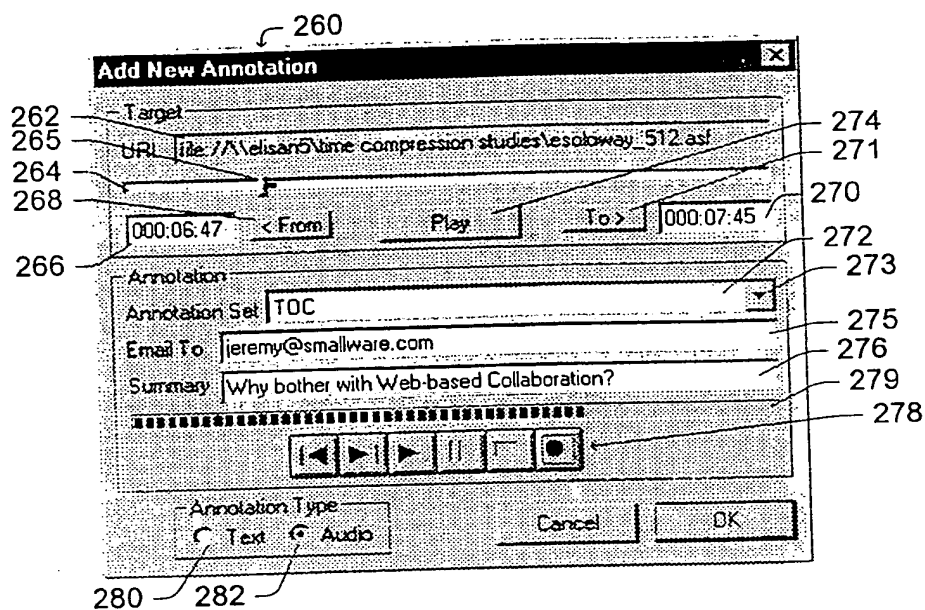 260
Add New Annotation
Target
262
URL file://\\elisan5\time compression studies\esoloway_512.asf
265
274
271
264
268
270
000:06:47 < From Play To > 000:07:45
266
Annotation
272
273
Annotation Set TOC
275
Email To jeremy@smallware.com
276
Summary Why bother with Web-based Collaboration?
279
278
Annotation Type
Text Audio
Cancel OK
280 282